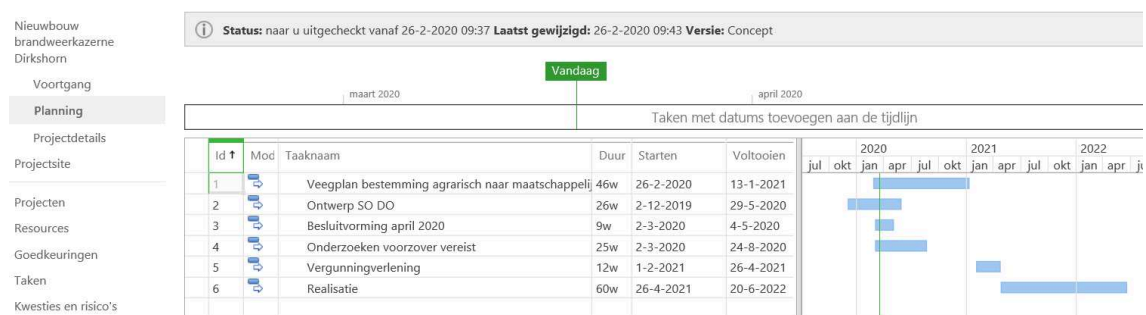 Nieuwbouw
brandweerkazerne
Dirkshorn
Voortgang
Planning
Projectdetails
Projectsite
Projecten
Resources
Goedkeuringen
Taken
Kwesties en risico's
Status: naar u uitgecheckt vanaf 26-2-2020 09:37 Laatst gewijzigd: 26-2-2020 09:43 Versie: Concept
Vandaag
maart 2020 april 2020
Taken met datums toevoegen aan de tijdlijn
Id Mod Taaknaam Duur Starten Voltooien
1 Veegplan bestemming agrarisch naar maatschappelij 46w 26-2-2020 13-1-2021
2 Ontwerp SO DO 26w 2-12-2019 29-5-2020
3 Besluitvorming april 2020 9w 2-3-2020 4-5-2020
4 Onderzoeken voorzover vereist 25w 2-3-2020 24-8-2020
5 Vergunningverlening 12w 1-2-2021 26-4-2021
6 Realisatie 60w 26-4-2021 20-6-2022
2020 2021 2022
jul okt jan apr jul okt jan apr jul okt jan apr